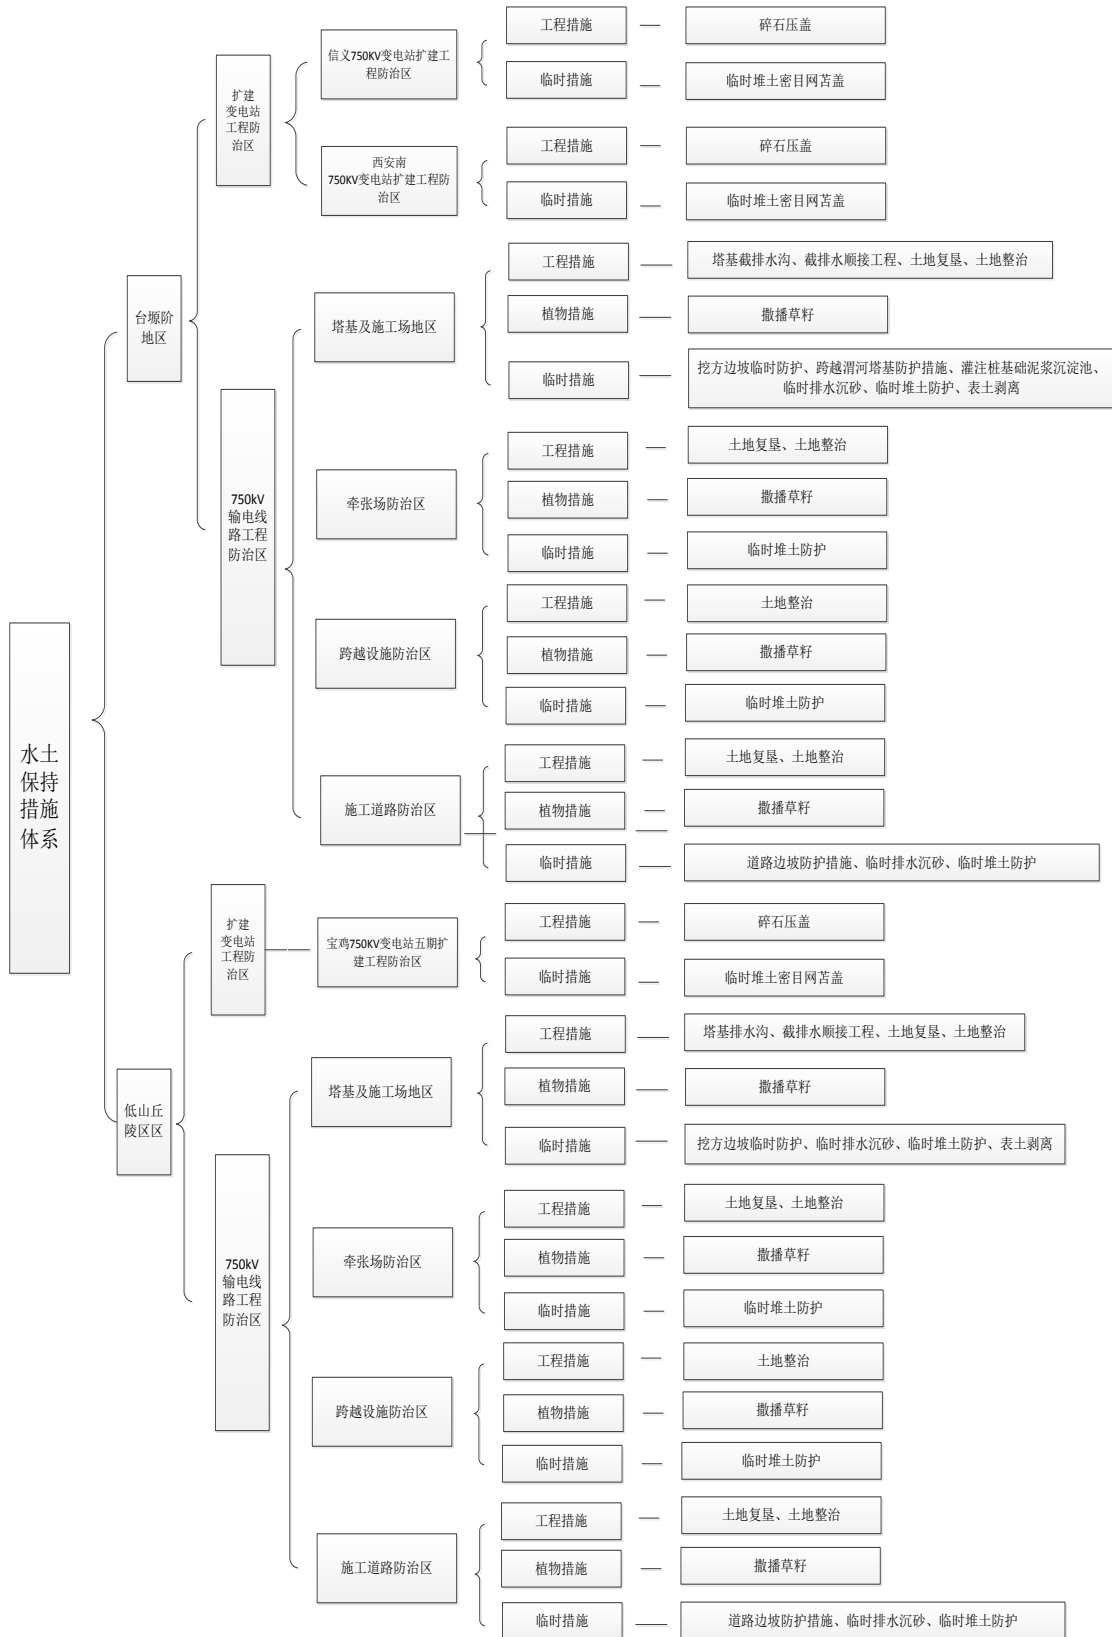 水土
保持
措施
体系
台塬阶
地区
扩建
变电站
工程防
治区
信义750KV变电站扩建工
程防治区
工程措施
碎石压盖
临时措施
临时堆土密目网苫盖
西安南
750KV变电站扩建工程防
治区
工程措施
碎石压盖
临时措施
临时堆土密目网苫盖
750kV
输电线
路工程
防治区
塔基及施工场地区
工程措施
塔基截排水沟、截排水顺接工程、土地复垦、土地整治
植物措施
撒播草籽
临时措施
挖方边坡临时防护、跨越渭河塔基防护措施、灌注桩基础泥浆沉淀池、
临时排水沉砂、临时堆土防护、表土剥离
牵张场防治区
工程措施
土地复垦、土地整治
植物措施
撒播草籽
临时措施
临时堆土防护
跨越设施防治区
工程措施
土地整治
植物措施
撒播草籽
临时措施
临时堆土防护
施工道路防治区
工程措施
土地复垦、土地整治
植物措施
撒播草籽
临时措施
道路边坡防护措施、临时排水沉砂、临时堆土防护
低山丘
陵区区
扩建
变电站
工程防
治区
宝鸡750KV变电站五期扩
建工程防治区
工程措施
碎石压盖
临时措施
临时堆土密目网苫盖
750kV
输电线
路工程
防治区
塔基及施工场地区
工程措施
塔基排水沟、截排水顺接工程、土地复垦、土地整治
植物措施
撒播草籽
临时措施
挖方边坡临时防护、临时排水沉砂、临时堆土防护、表土剥离
牵张场防治区
工程措施
土地复垦、土地整治
植物措施
撒播草籽
临时措施
临时堆土防护
跨越设施防治区
工程措施
土地整治
植物措施
撒播草籽
临时措施
临时堆土防护
施工道路防治区
工程措施
土地复垦、土地整治
植物措施
撒播草籽
临时措施
道路边坡防护措施、临时排水沉砂、临时堆土防护